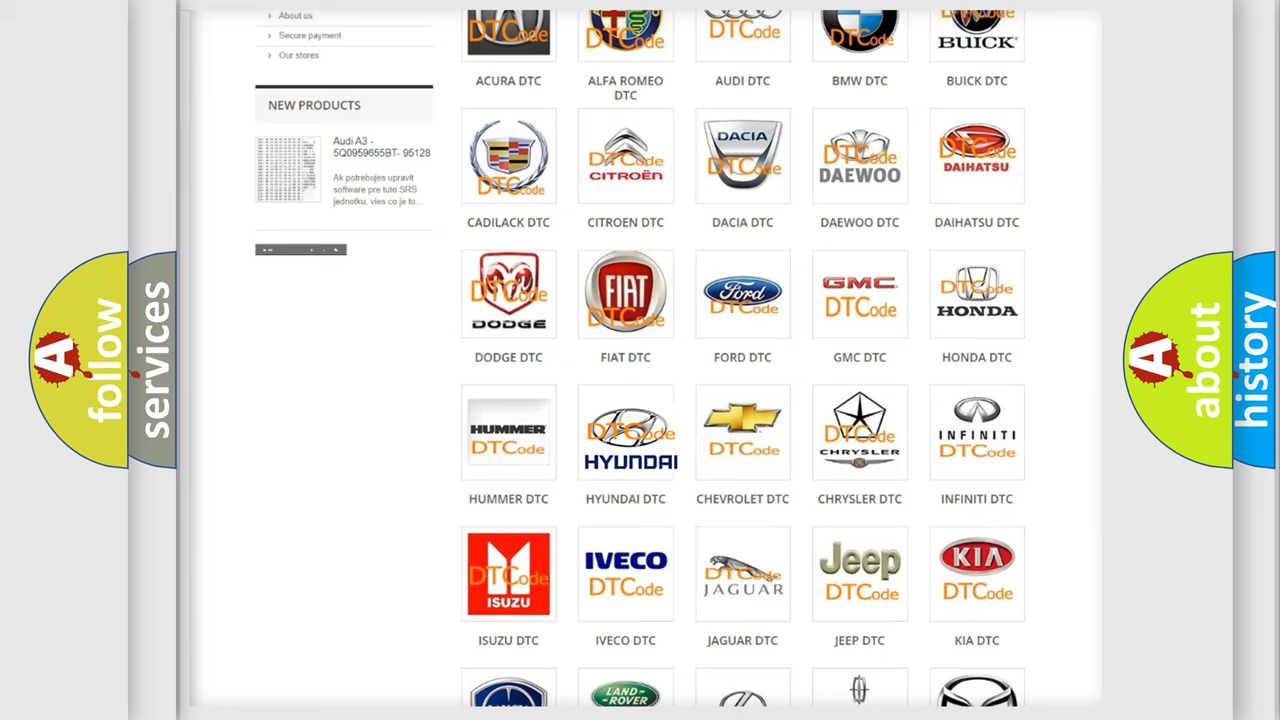 About us
Secure payment
Our stores
NEW PRODUCTS
Audi A3 -
5Q0959655BT- 95128
Ak potrebujes upravit
software pre tuto SRS
jednotku, vies co je to...
DTCode DTCode DTCode DTCode BUICK
ACURA DTC ALFA ROMEO DTC AUDI DTC BMW DTC BUICK DTC
DTCode
DTCode CITROËN
DACIA DTCode
DTCode DAEWOO
DTCode DAIHATSU
CADILACK DTC CITROEN DTC DACIA DTC DAEWOO DTC DAIHATSU DTC
DTCode DODGE
FIAT DTCode
Ford DTCode
GMC DTCode
DTCode HONDA
DODGE DTC FIAT DTC FORD DTC GMC DTC HONDA DTC
HUMMER DTCode
DTCode HYUNDAI
DTCode
DTCode CHRYSLER
INFINITI DTCode
HUMMER DTC HYUNDAI DTC CHEVROLET DTC CHRYSLER DTC INFINITI DTC
DTCode ISUZU
IVECO DTCode
DTCode JAGUAR
Jeep DTCode
KIA DTCode
ISUZU DTC IVECO DTC JAGUAR DTC JEEP DTC KIA DTC
LAND-ROVER
A follow
services
A about
history